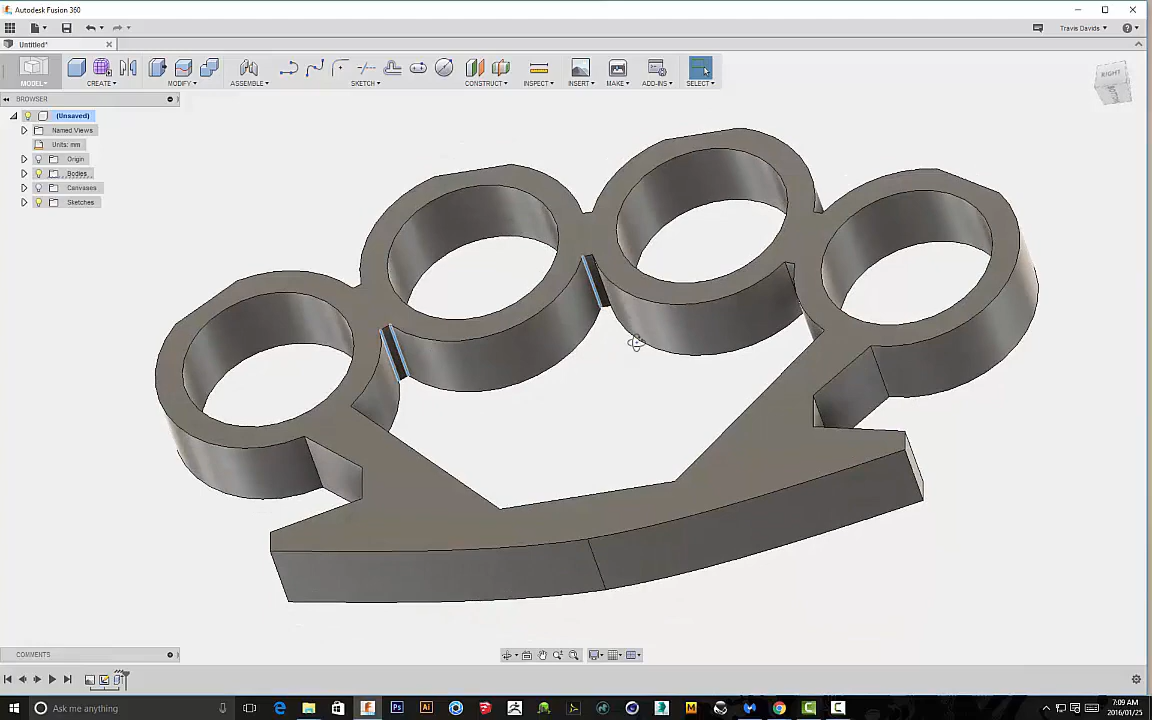 Autodesk Fusion 360
Untitled*
Travis Davids
MODEL
CREATE
MODIFY
ASSEMBLE
SKETCH
CONSTRUCT
INSPECT
INSERT
MAKE
ADD-INS
SELECT
RIGHT
BROWSER
(Unsaved)
Named Views
Units: mm
Origin
Bodies
Canvases
Sketches
COMMENTS
Ask me anything
7:09 AM
2016/01/25